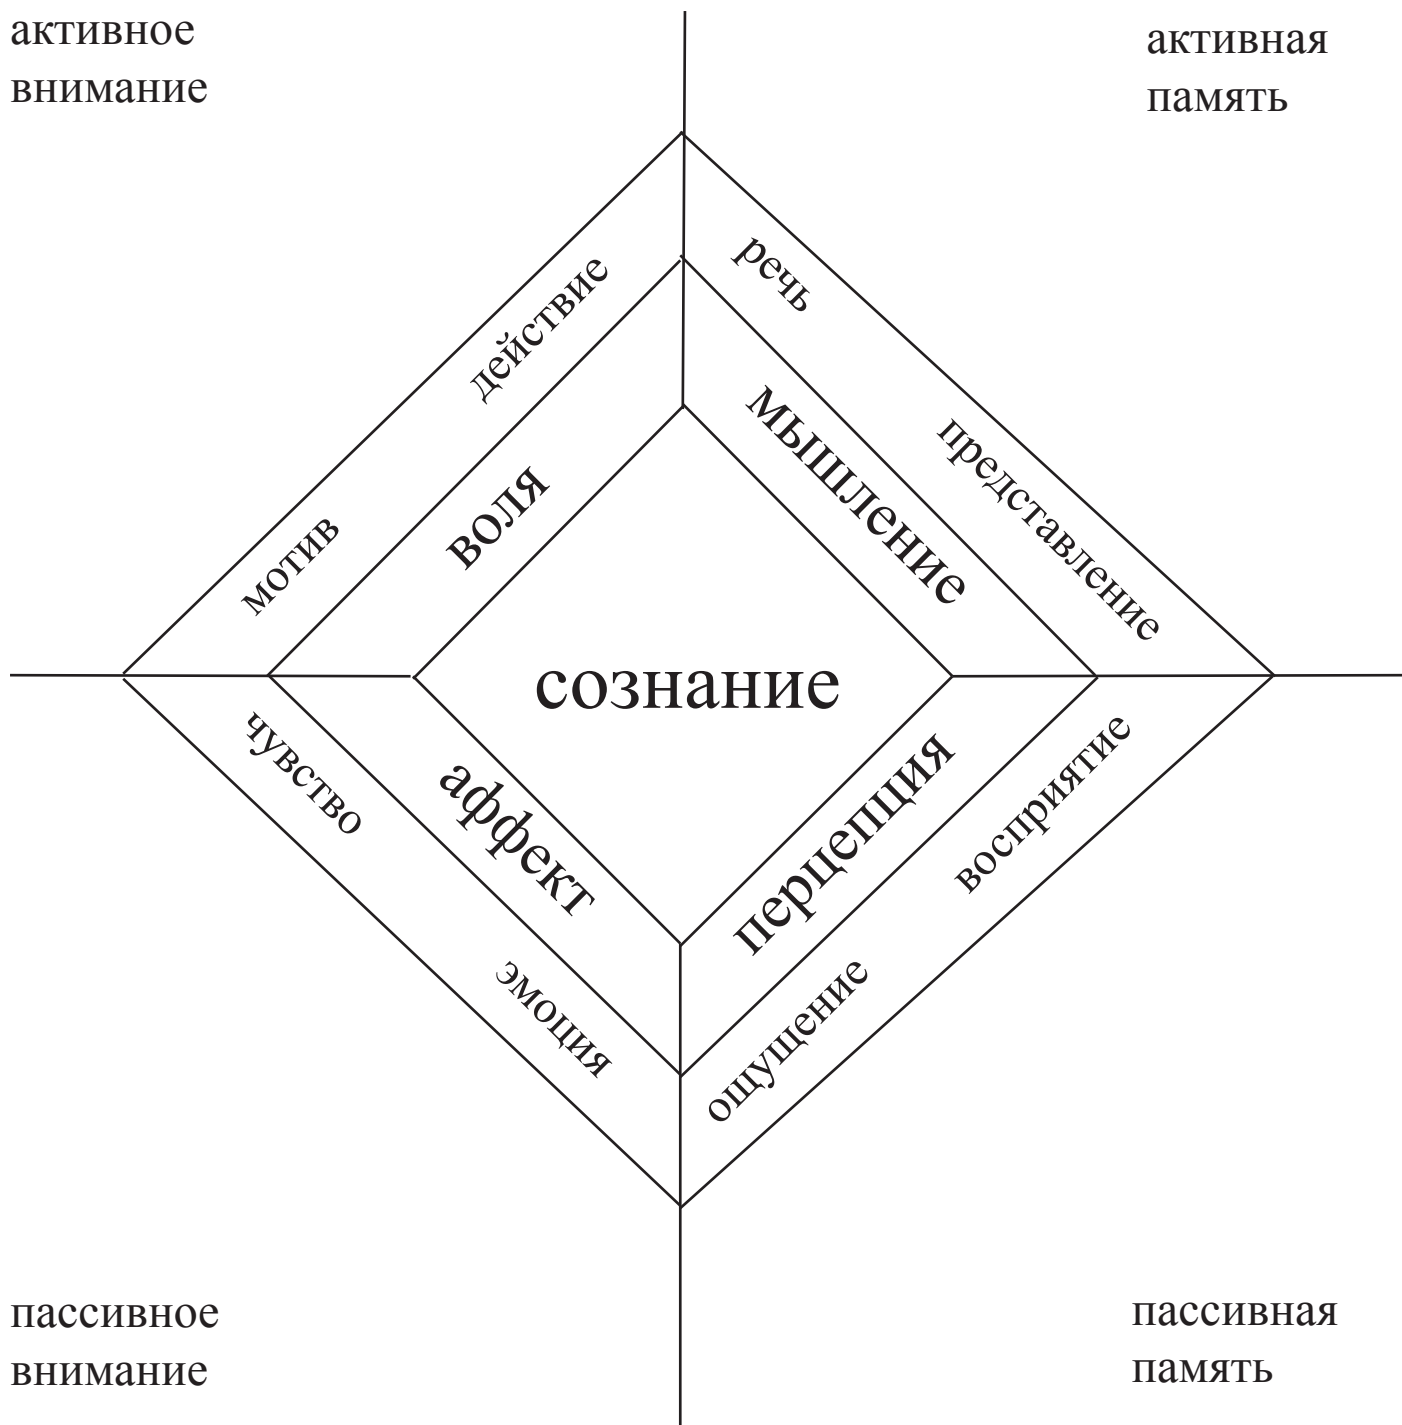 активное
внимание
активная
память
действие
речь
мотив
воля
мышление
представление
сознание
чувство
аффект
перцепция
восприятие
эмоция
ощущение
пассивное
внимание
пассивная
память